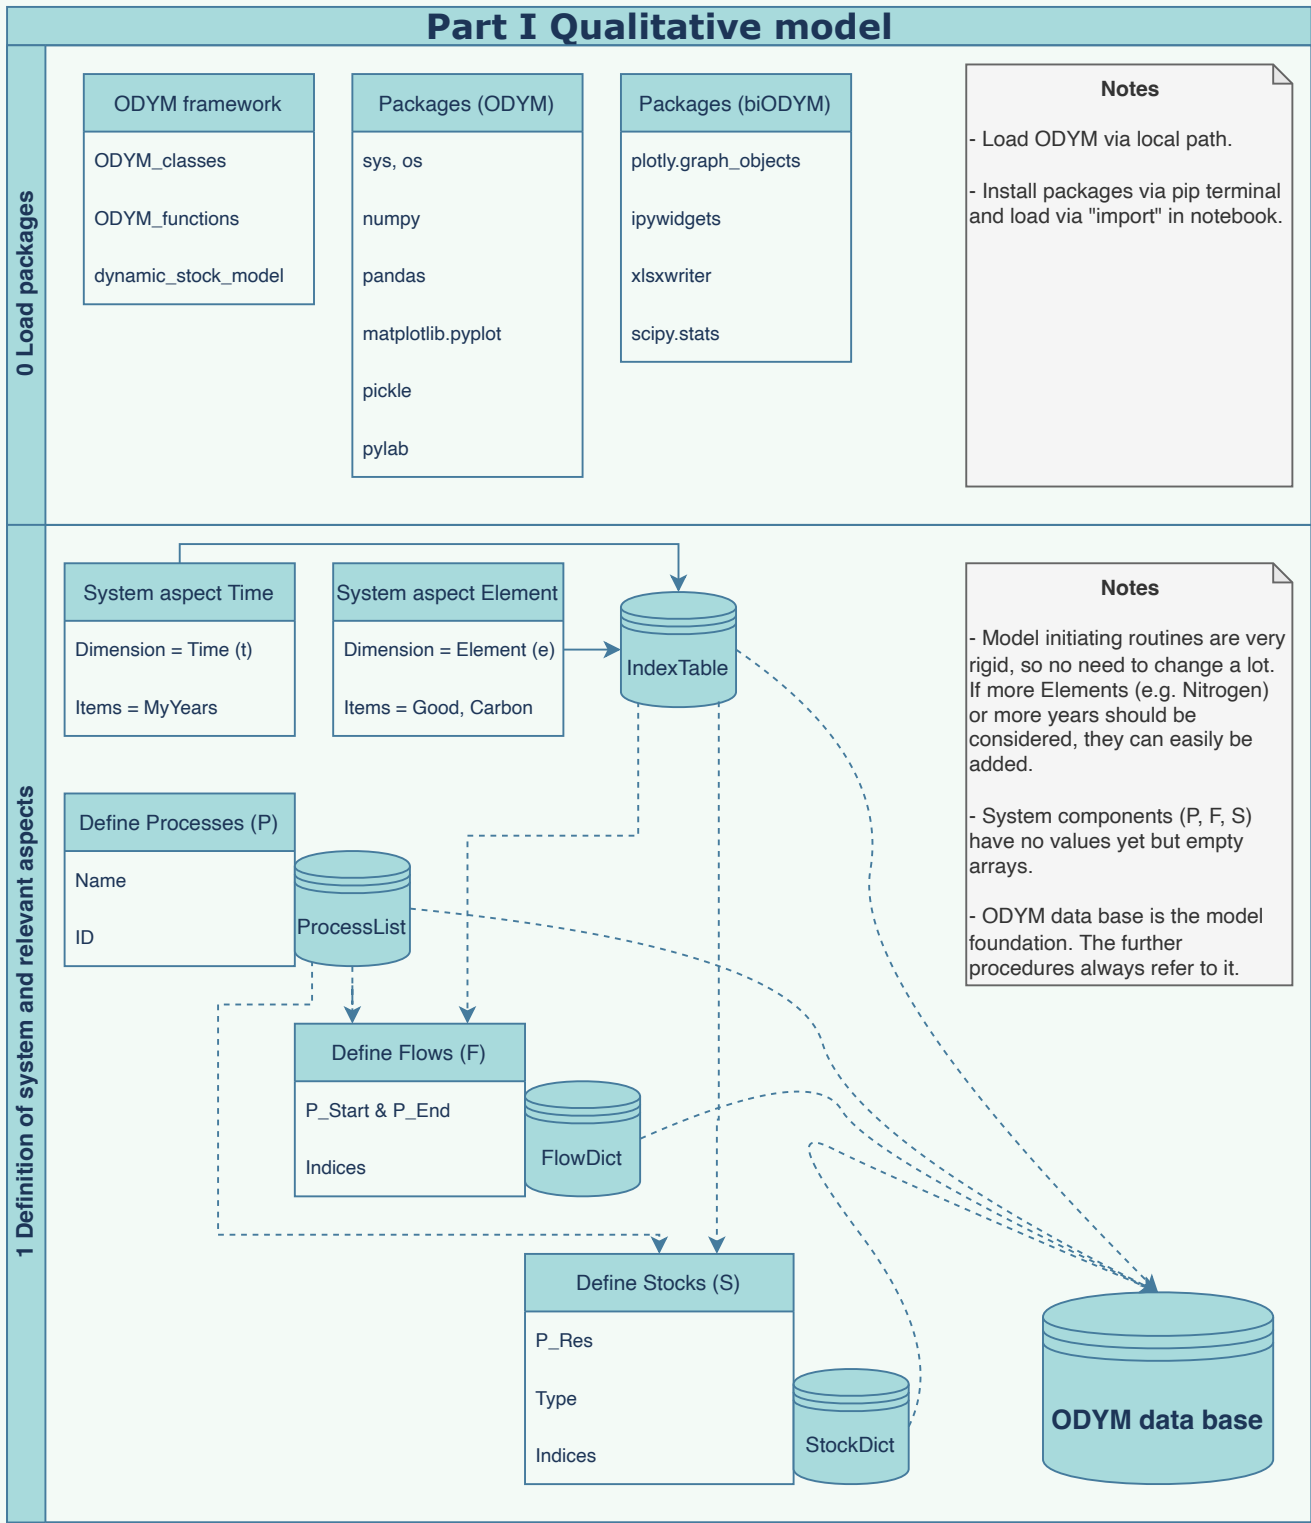 Part I Qualitative model
0 Load packages
ODYM framework
ODYM_classes
ODYM_functions
dynamic_stock_model
Packages (ODYM)
sys, os
numpy
pandas
matplotlib.pyplot
pickle
pylab
Packages (biODYM)
plotly.graph_objects
ipywidgets
xlsxwriter
scipy.stats
Notes
- Load ODYM via local path.
- Install packages via pip terminal
and load via "import" in notebook.
1 Definition of system and relevant aspects
System aspect Time
Dimension = Time (t)
Items = MyYears
System aspect Element
Dimension = Element (e)
Items = Good, Carbon
IndexTable
Define Processes (P)
Name
ID
ProcessList
Define Flows (F)
P_Start & P_End
Indices
FlowDict
Define Stocks (S)
P_Res
Type
Indices
StockDict
Notes
- Model initiating routines are very
rigid, so no need to change a lot.
If more Elements (e.g. Nitrogen)
or more years should be
considered, they can easily be
added.
- System components (P, F, S)
have no values yet but empty
arrays.
- ODYM data base is the model
foundation. The further
procedures always refer to it.
ODYM data base